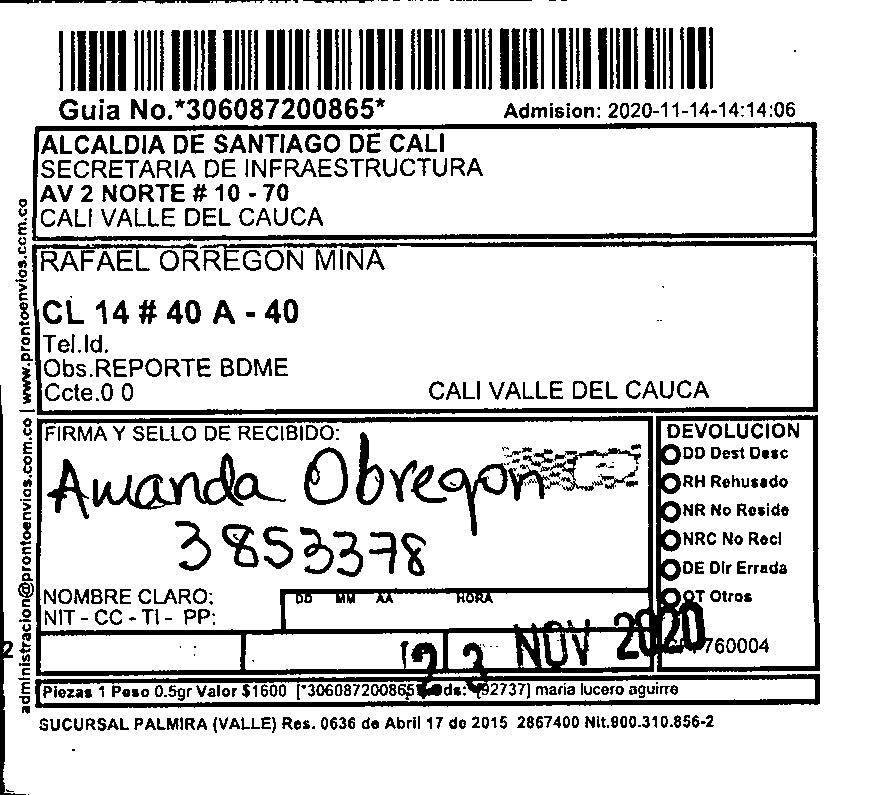 Guia No.*306087200865*
Admision: 2020-11-14-14:14:06
ALCALDIA DE SANTIAGO DE CALI
SECRETARIA DE INFRAESTRUCTURA
AV 2 NORTE # 10 - 70
CALI VALLE DEL CAUCA
RAFAEL ORREGON MINA
CL 14 # 40 A - 40
Tel.Id.
Obs.REPORTE BDME
Ccte.0 0
CALI VALLE DEL CAUCA
administracion@prontoenvios.com.co | www.prontoenvios.com.co
FIRMA Y SELLO DE RECIBIDO:
Amanda Obregon
3853378
NOMBRE CLARO:
NIT - CC - TI - PP:
DD MM AA HORA
23 NOV 2020
DEVOLUCION
DD Dest Desc
RH Rehusado
NR No Reside
NRC No Recl
DE Dir Errada
OT Otros
760004
Piezas 1 Peso 0.5gr Valor $1600 [*306087200865 ds: (92737] maria lucero aguirre
SUCURSAL PALMIRA (VALLE) Res. 0636 de Abril 17 de 2015 2867400 Nit.900.310.856-2